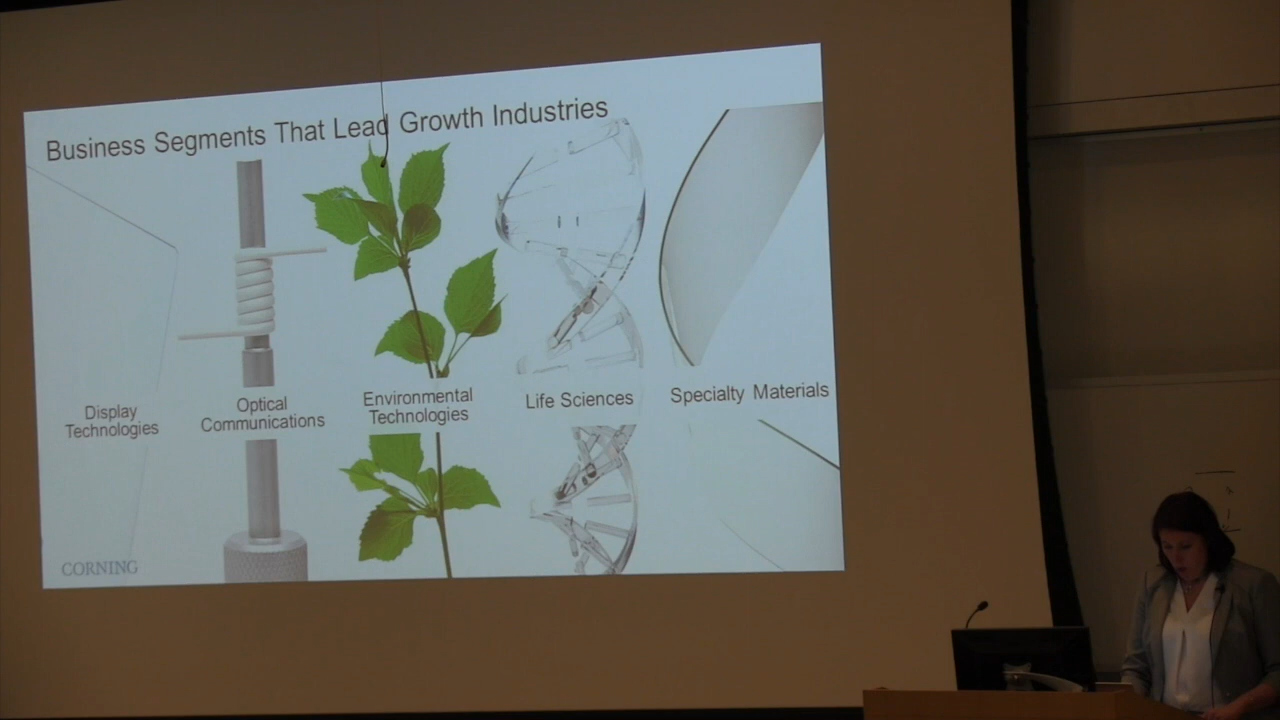 Business Segments That Lead Growth Industries
Display
Technologies
Optical
Communications
Environmental
Technologies
Life Sciences
Specialty Materials
CORNING